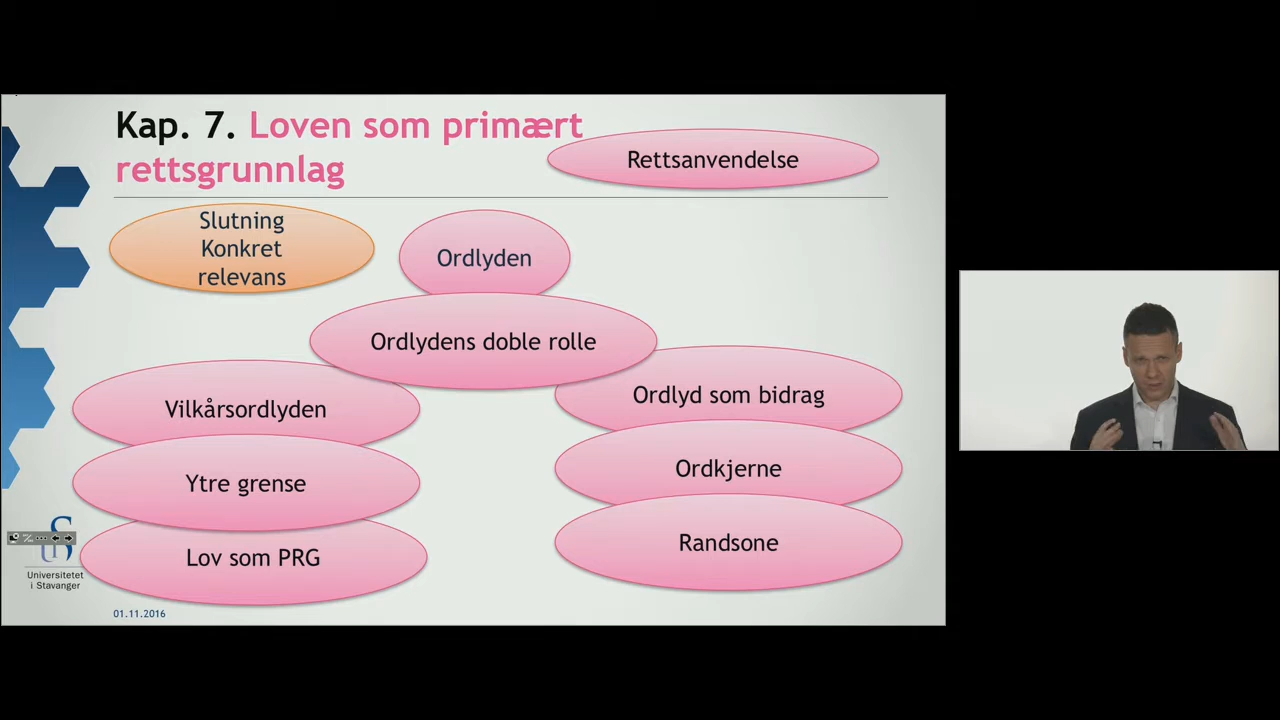 Kap. 7. Loven som primært
rettsgrunnlag
Rettsanvendelse
Slutning
Konkret
relevans
Ordlyden
Ordlydens doble rolle
Vilkårsordlyden
Ordlyd som bidrag
Ytre grense
Ordkjerne
Lov som PRG
Randsone
Universitetet
i Stavanger
01.11.2016